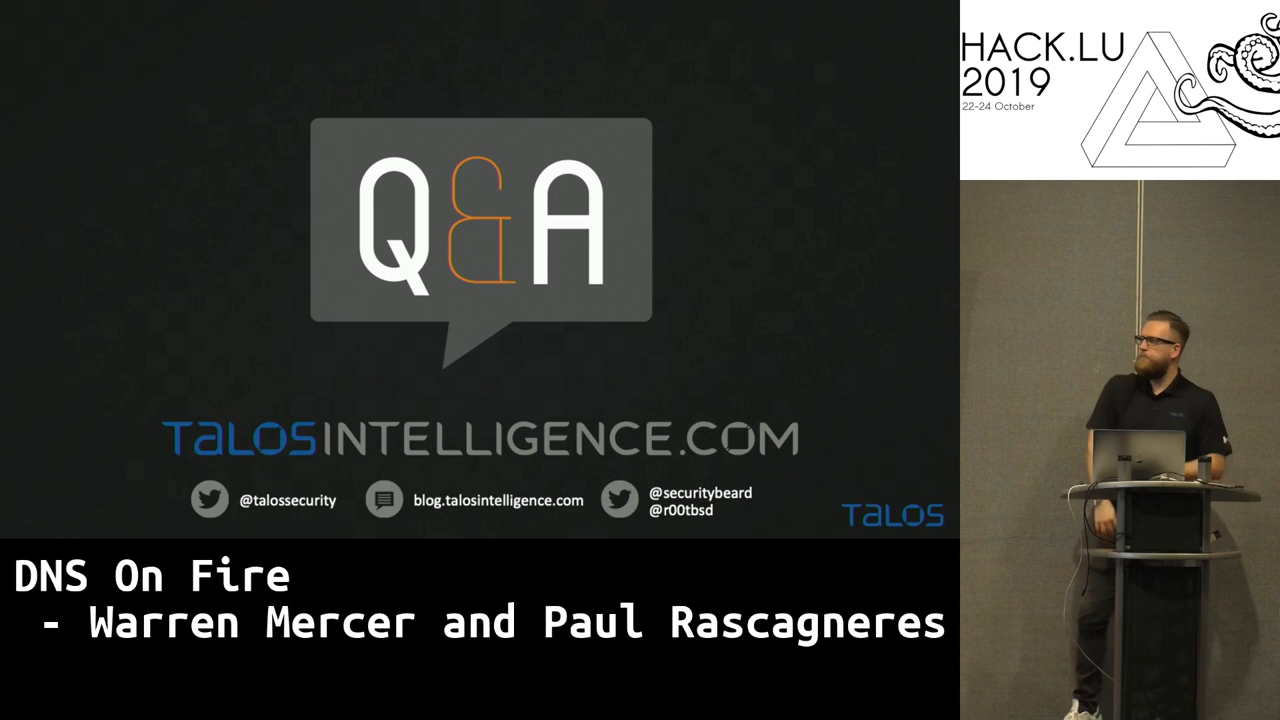 Q&A
TALOSINTELLIGENCE.COM
@talossecurity
blog.talosintelligence.com
@securitybeard
@r00tbsd
TALOS
DNS On Fire
- Warren Mercer and Paul Rascagneres
HACK.LU
2019
22-24 October